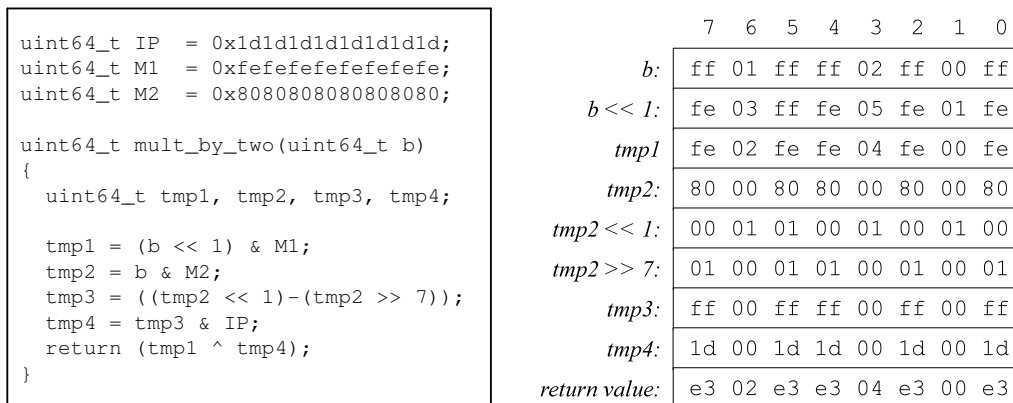 uint64_t IP = 0x1d1d1d1d1d1d1d1d;
uint64_t M1 = 0xfefefefefefefefe;
uint64_t M2 = 0x8080808080808080;
uint64_t mult_by_two(uint64_t b)
{
uint64_t tmp1, tmp2, tmp3, tmp4;
tmp1 = (b << 1) & M1;
tmp2 = b & M2;
tmp3 = ((tmp2 << 1)-(tmp2 >> 7));
tmp4 = tmp3 & IP;
return (tmp1 ^ tmp4);
}
7 6 5 4 3 2 1 0
b: ff 01 ff ff 02 ff 00 ff
b << 1: fe 03 ff fe 05 fe 01 fe
tmp1 fe 02 fe fe 04 fe 00 fe
tmp2: 80 00 80 80 00 80 00 80
tmp2 << 1: 00 01 01 00 01 00 01 00
tmp2 >> 7: 01 00 01 01 00 01 00 01
tmp3: ff 00 ff ff 00 ff 00 ff
tmp4: 1d 00 1d 1d 00 1d 00 1d
return value: e3 02 e3 e3 04 e3 00 e3